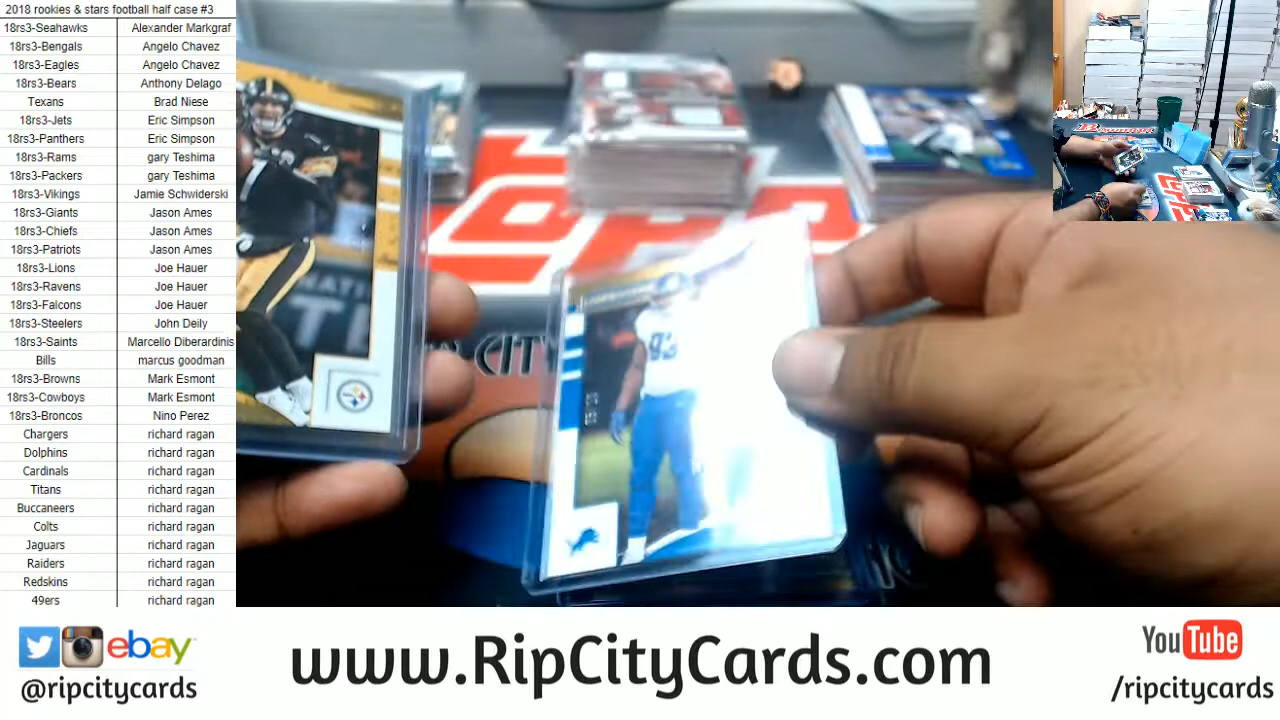 2018 rookies & stars football half case #3
18rs3-Seahawks Alexander Markgraf
18rs3-Bengals Angelo Chavez
18rs3-Eagles Angelo Chavez
18rs3-Bears Anthony Delago
Texans Brad Niese
18rs3-Jets Eric Simpson
18rs3-Panthers Eric Simpson
18rs3-Rams gary Teshima
18rs3-Packers gary Teshima
18rs3-Vikings Jamie Schwiderski
18rs3-Giants Jason Ames
18rs3-Chiefs Jason Ames
18rs3-Patriots Jason Ames
18rs3-Lions Joe Hauer
18rs3-Ravens Joe Hauer
18rs3-Falcons Joe Hauer
18rs3-Steelers John Deily
18rs3-Saints Marcello Diberardinis
Bills marcus goodman
18rs3-Browns Mark Esmont
18rs3-Cowboys Mark Esmont
18rs3-Broncos Nino Perez
Chargers richard ragan
Dolphins richard ragan
Cardinals richard ragan
Titans richard ragan
Buccaneers richard ragan
Colts richard ragan
Jaguars richard ragan
Raiders richard ragan
Redskins richard ragan
49ers richard ragan
CITY
93
ebay
@ripcitycards
www.RipCityCards.com
YouTube
/ripcitycards